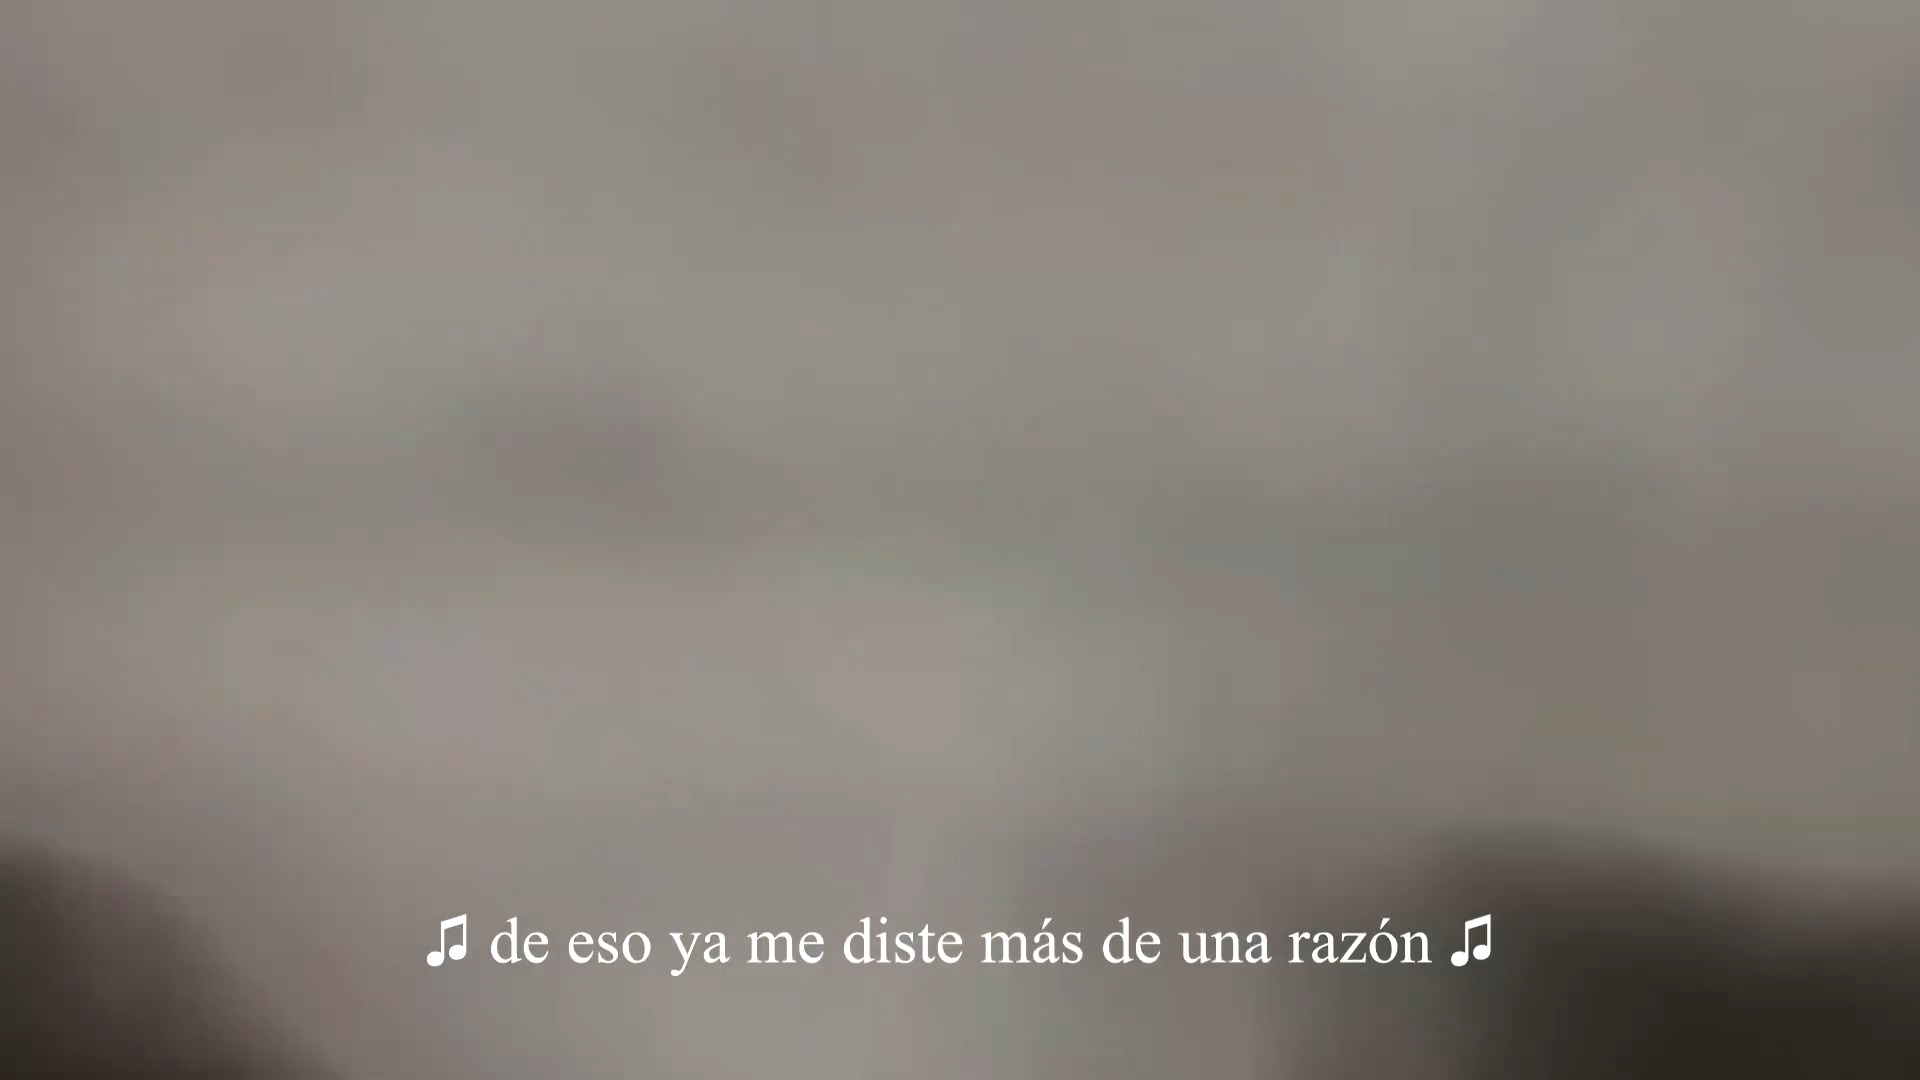 ♫ de eso ya me diste más de una razón ♫